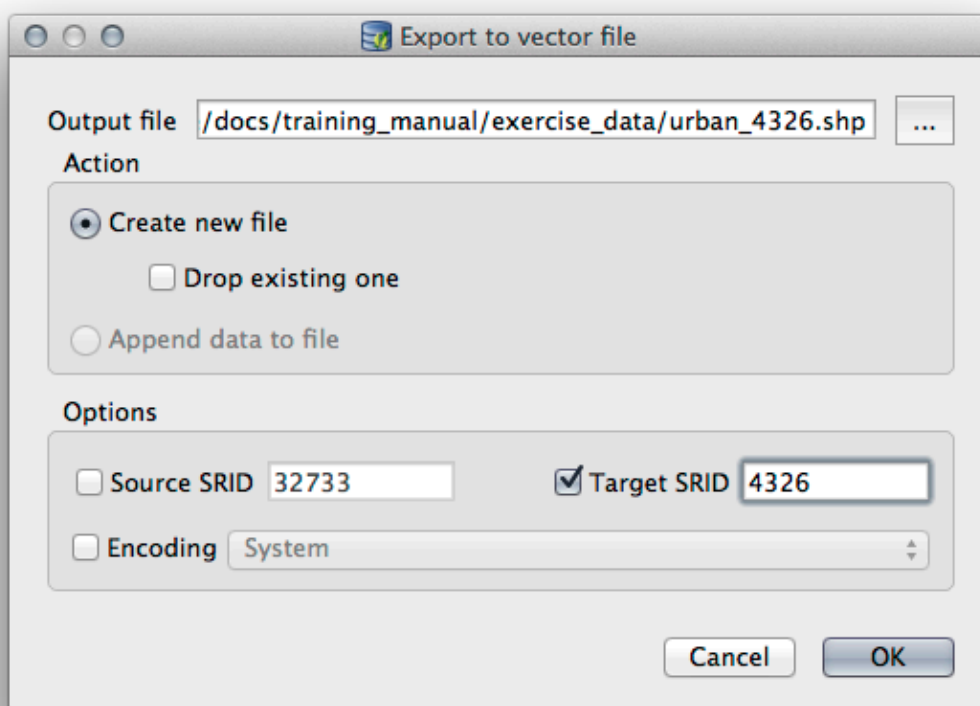 Export to vector file
Output file /docs/training_manual/exercise_data/urban_4326.shp ...
Action
Create new file
Drop existing one
Append data to file
Options
Source SRID 32733 Target SRID 4326
Encoding System
Cancel OK